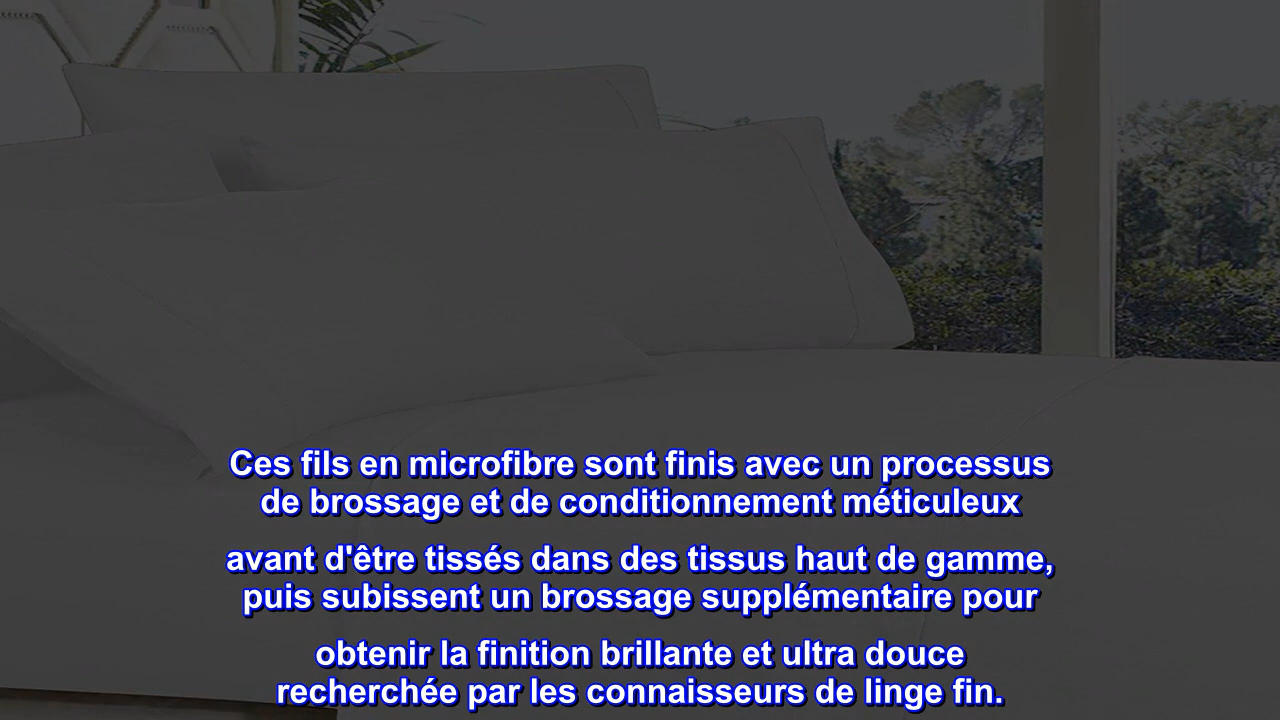 Ces fils en microfibre sont finis avec un processus
de brossage et de conditionnement méticuleux
avant d'être tissés dans des tissus haut de gamme,
puis subissent un brossage supplémentaire pour
obtenir la finition brillante et ultra douce
recherchée par les connaisseurs de linge fin.